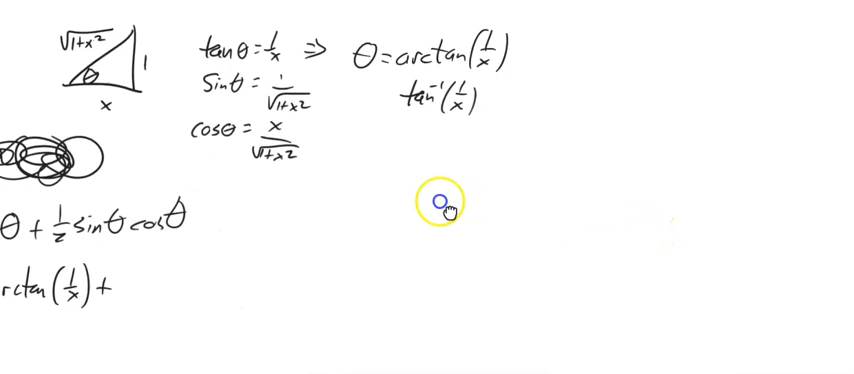 √1+x²
θ
1
x
tanθ = 1/x ⇒ θ = arctan(1/x)
sinθ = 1/√1+x²
tan⁻¹(1/x)
cosθ = x/√1+x²
θ + 1/2 sinθ cosθ
rctan(1/x) +